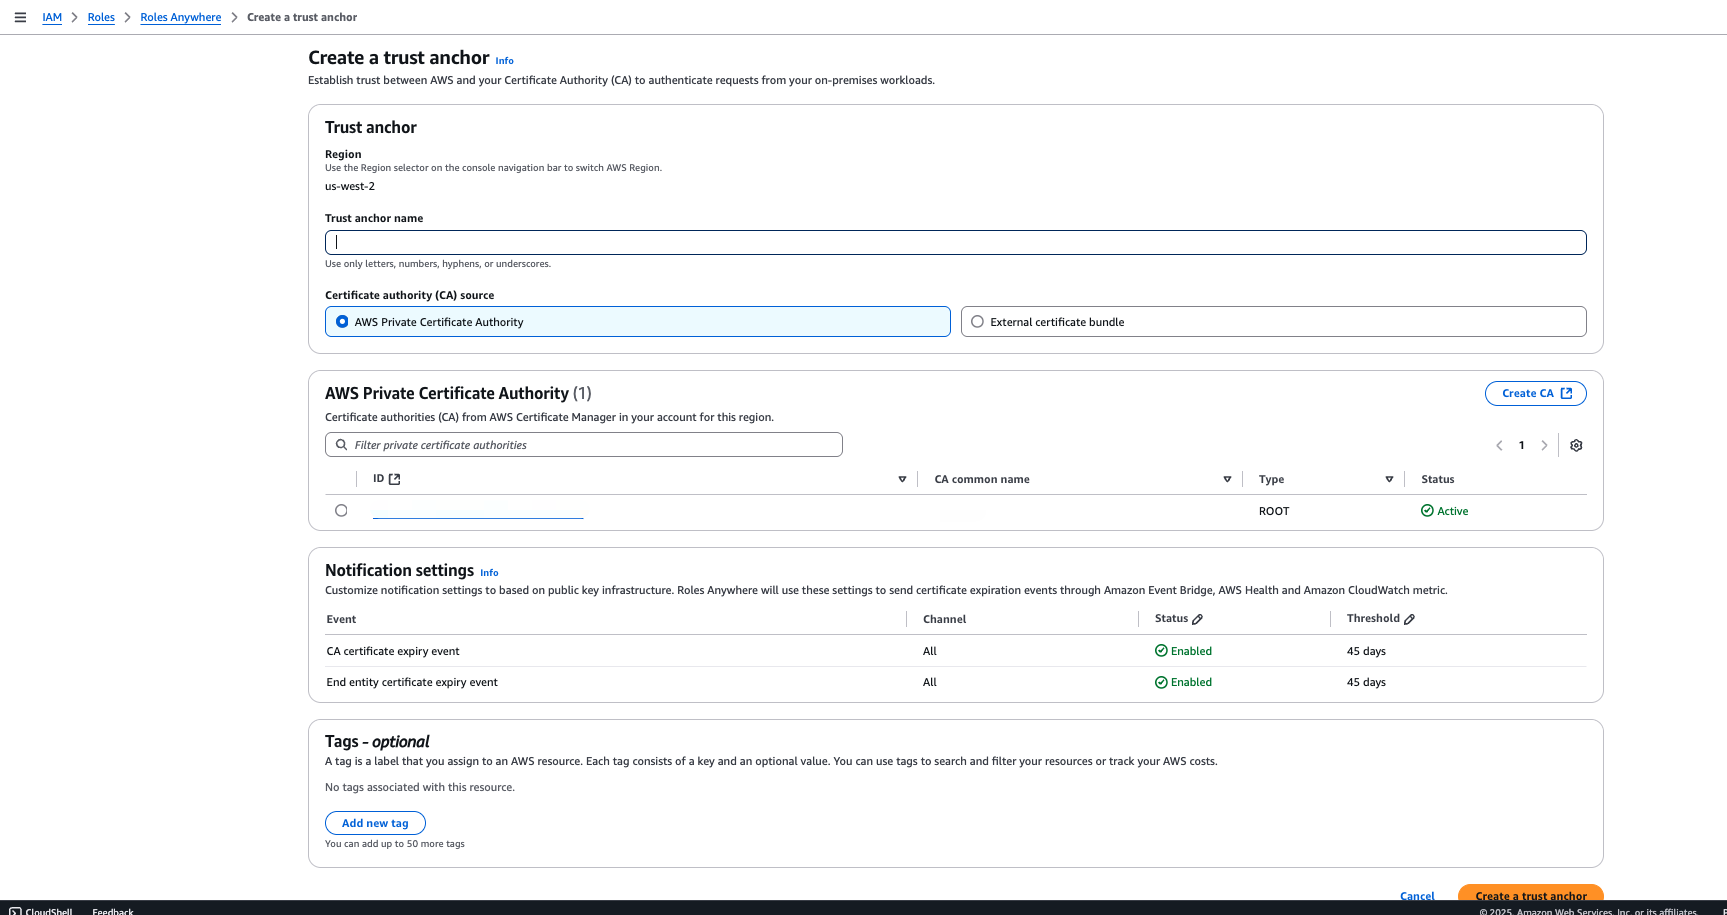 IAM > Roles > Roles Anywhere > Create a trust anchor
Create a trust anchor Info
Establish trust between AWS and your Certificate Authority (CA) to authenticate requests from your on-premises workloads.
Trust anchor
Region
Use the Region selector on the console navigation bar to switch AWS Region.
us-west-2
Trust anchor name
Use only letters, numbers, hyphens, or underscores.
Certificate authority (CA) source
AWS Private Certificate Authority External certificate bundle
AWS Private Certificate Authority (1) Create CA
Certificate authorities (CA) from AWS Certificate Manager in your account for this region.
Filter private certificate authorities 1
ID CA common name Type Status
ROOT Active
Notification settings Info
Customize notification settings to based on public key infrastructure. Roles Anywhere will use these settings to send certificate expiration events through Amazon Event Bridge, AWS Health and Amazon CloudWatch metric.
Event Channel Status Threshold
CA certificate expiry event All Enabled 45 days
End entity certificate expiry event All Enabled 45 days
Tags - optional
A tag is a label that you assign to an AWS resource. Each tag consists of a key and an optional value. You can use tags to search and filter your resources or track your AWS costs.
No tags associated with this resource.
Add new tag
You can add up to 50 more tags
Cancel Create a trust anchor
CloudShell Feedback © 2025, Amazon Web Services, Inc. or its affiliates.